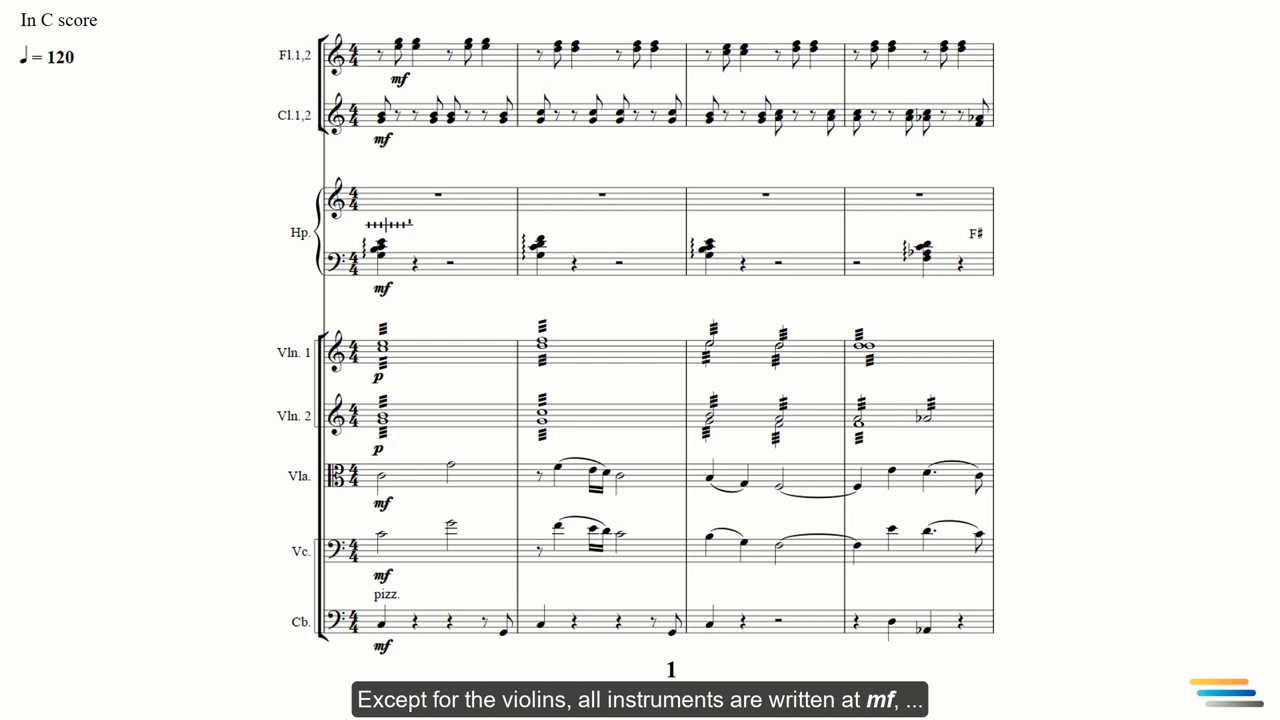 In C score
♩ = 120
Fl.1,2
mf
Cl.1,2
mf
Hp.
F#
mf
Vln. 1
p
Vln. 2
p
Vla.
mf
Vc.
mf
pizz.
Cb.
mf
1
Except for the violins, all instruments are written at mf, ...